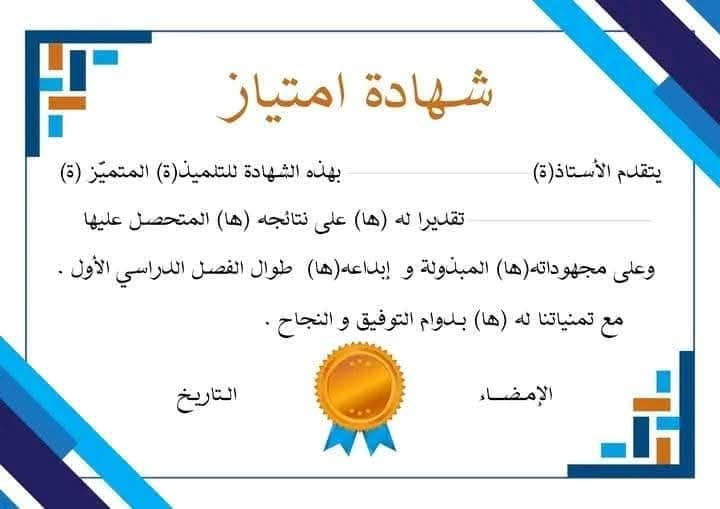 شهادة امتياز
يتقدم الأستاذ(ة) بهذه الشهادة للتلميذ(ة) المتميّز (ة)
تقديرا له (ها) على نتائجه (ها) المتحصل عليها
وعلى مجهوداته(ها) المبذولة و إبداعه(ها) طوال الفصل الدراسي الأول .
مع تمنياتنا له (ها) بدوام التوفيق و النجاح .
الإمضاء التاريخ